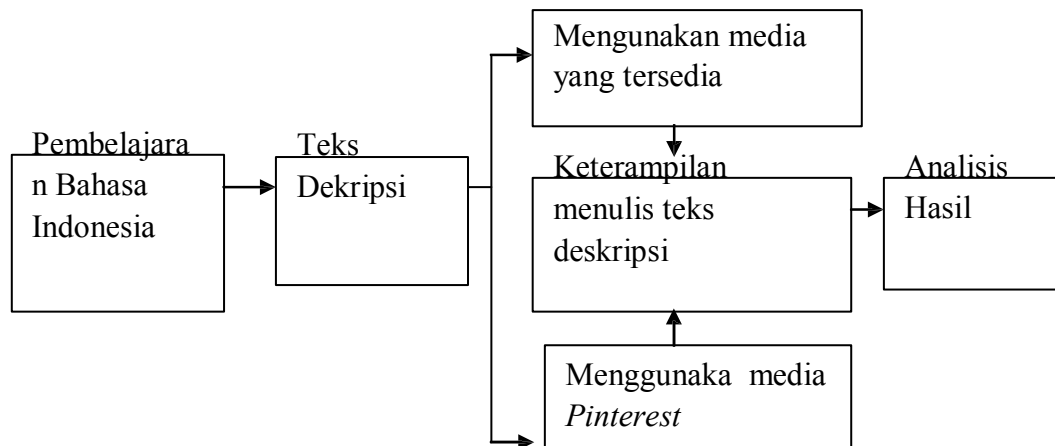 Pembelajara
n Bahasa
Indonesia
Teks
Dekripsi
Mengunakan media
yang tersedia
Keterampilan
menulis teks
deskripsi
Menggunaka media
Pinterest
Analisis
Hasil